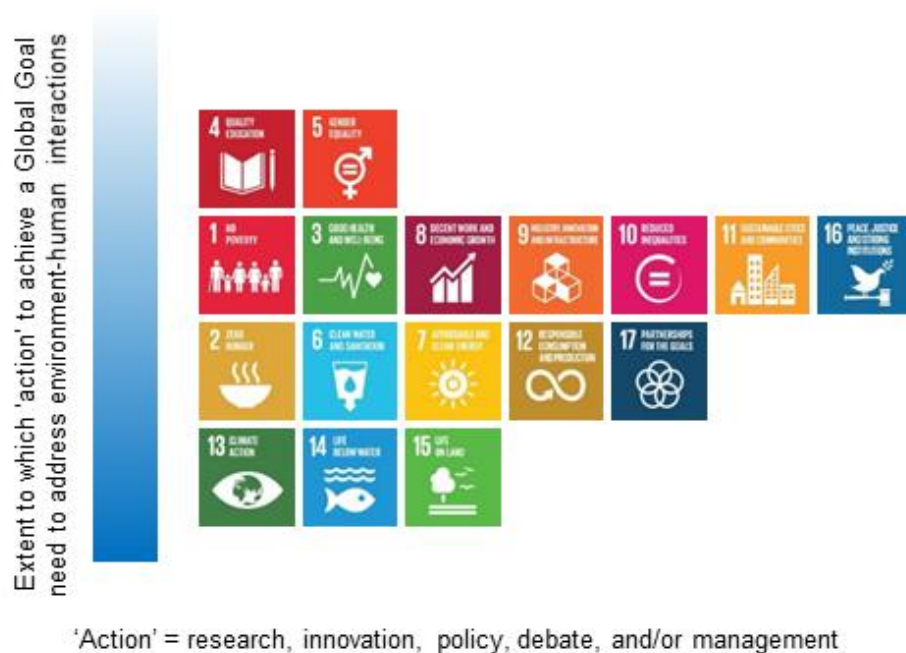 Extent to which 'action' to achieve a Global Goal
need to address environment-human interactions
4 QUALITY
EDUCATION
5 GENDER
EQUALITY
1 NO
POVERTY
3 GOOD HEALTH
AND WELL-BEING
8 DECENT WORK AND
ECONOMIC GROWTH
9 INDUSTRY, INNOVATION
AND INFRASTRUCTURE
10 REDUCED
INEQUALITIES
11 SUSTAINABLE CITIES
AND COMMUNITIES
16 PEACE, JUSTICE
AND STRONG
INSTITUTIONS
2 ZERO
HUNGER
6 CLEAN WATER
AND SANITATION
7 AFFORDABLE AND
CLEAN ENERGY
12 RESPONSIBLE
CONSUMPTION
AND PRODUCTION
17 PARTNERSHIPS
FOR THE GOALS
13 CLIMATE
ACTION
14 LIFE
BELOW WATER
15 LIFE
ON LAND
‘Action’ = research, innovation, policy, debate, and/or management